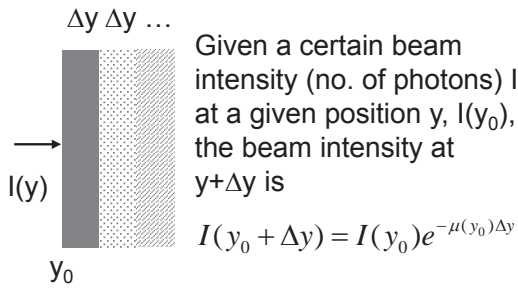 Δy Δy ...
Given a certain beam
intensity (no. of photons) I
at a given position y, I(y₀),
the beam intensity at
y+Δy is
I(y)
I(y₀ + Δy) = I(y₀)e^{-μ(y₀)Δy}
y₀